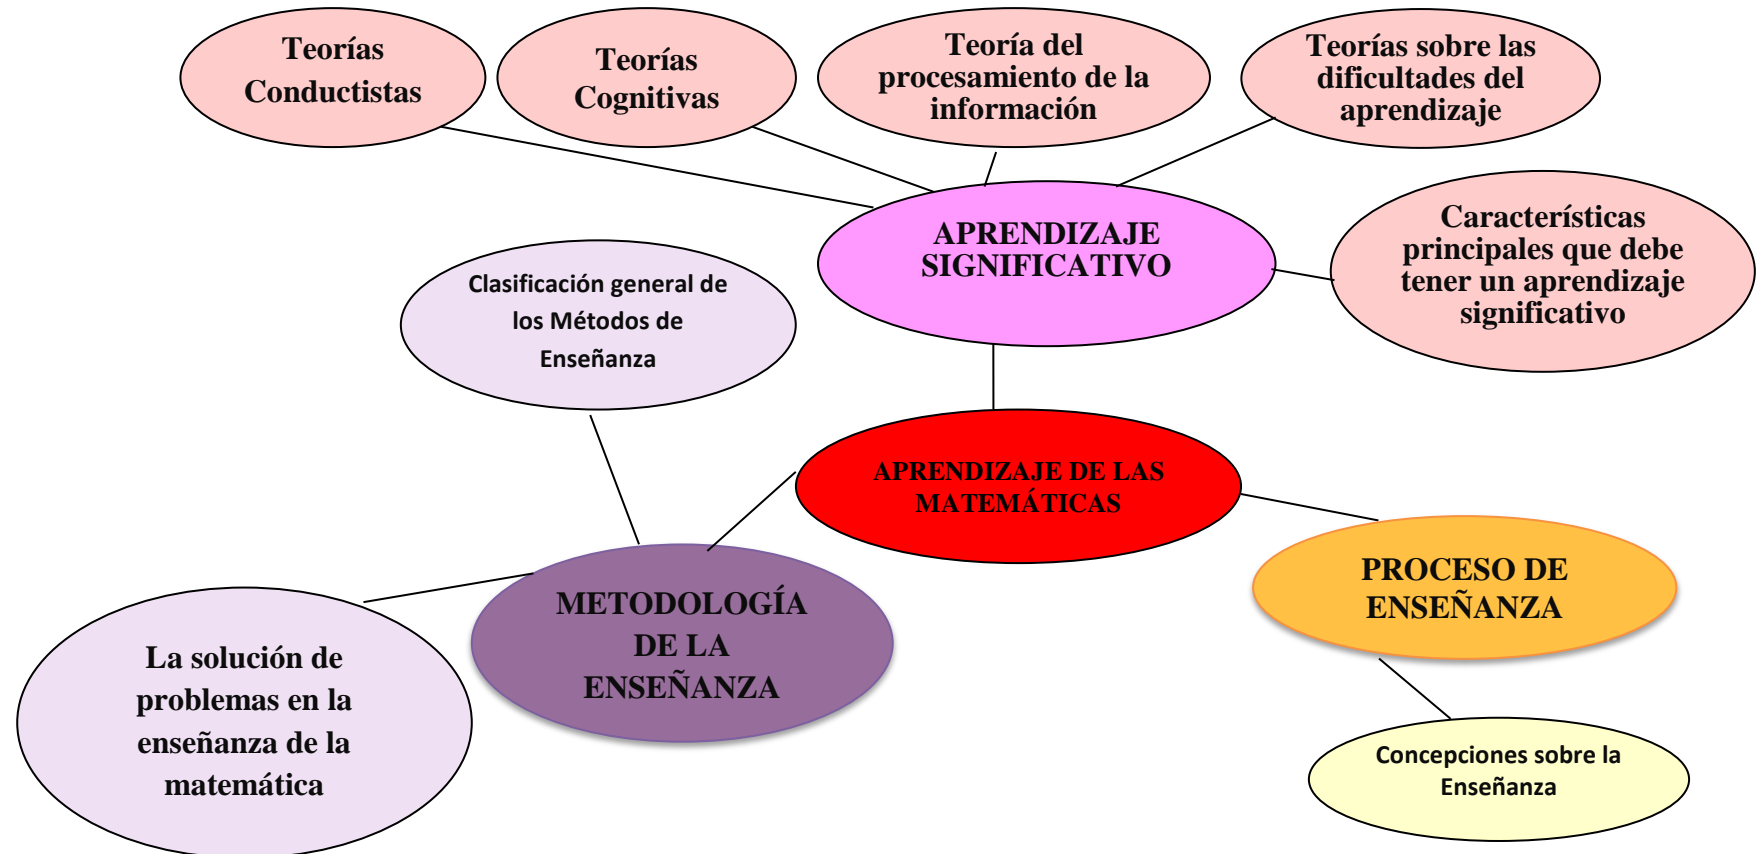 Teorías
Conductistas
Teorías
Cognitivas
Teoría del
procesamiento de la
información
Teorías sobre las
dificultades del
aprendizaje
APRENDIZAJE
SIGNIFICATIVO
Características
principales que debe
tener un aprendizaje
significativo
Clasificación general de
los Métodos de
Enseñanza
APRENDIZAJE DE LAS
MATEMÁTICAS
METODOLOGÍA
DE LA
ENSEÑANZA
PROCESO DE
ENSEÑANZA
La solución de
problemas en la
enseñanza de la
matemática
Concepciones sobre la
Enseñanza